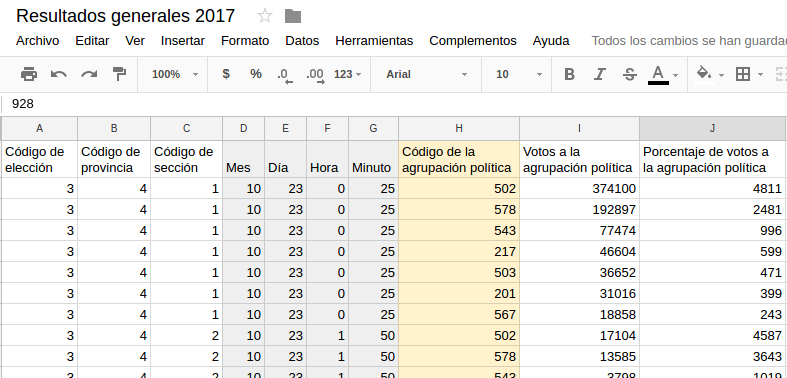 Resultados generales 2017
Archivo Editar Ver Insertar Formato Datos Herramientas Complementos Ayuda Todos los cambios se han guarda
100% $ % .0 .00 123 Arial 10 B I S A
928
A B C D E F G H I J
Código de elección Código de provincia Código de sección Mes Día Hora Minuto Código de la agrupación política Votos a la agrupación política Porcentaje de votos a la agrupación política
3 4 1 10 23 0 25 502 374100 4811
3 4 1 10 23 0 25 578 192897 2481
3 4 1 10 23 0 25 543 77474 996
3 4 1 10 23 0 25 217 46604 599
3 4 1 10 23 0 25 503 36652 471
3 4 1 10 23 0 25 201 31016 399
3 4 1 10 23 0 25 567 18858 243
3 4 2 10 23 1 50 502 17104 4587
3 4 2 10 23 1 50 578 13585 3643
3 4 2 10 23 1 50 543 3798 1019